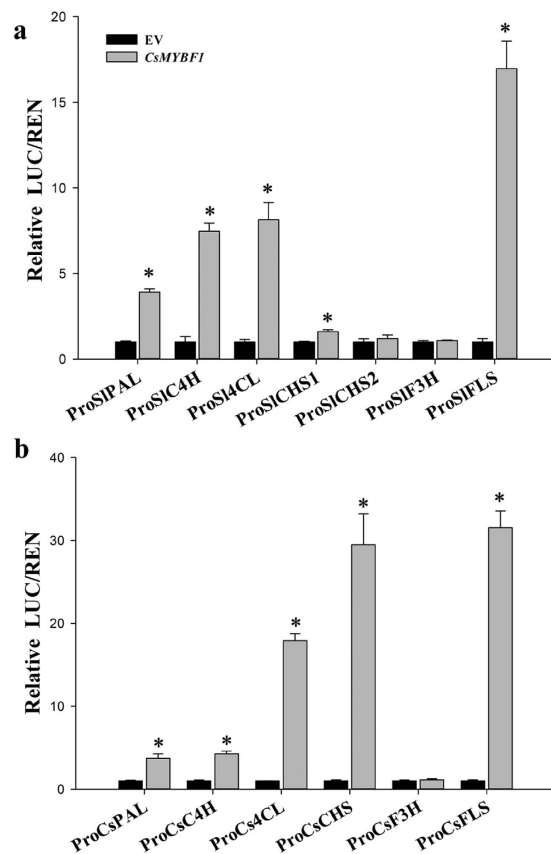 a
EV
CsMYBF1
Relative LUC/REN
20
15
10
5
0
*
*
*
*
*
ProSlPAL
ProSlC4H
ProSl4CL
ProSlCHS1
ProSlCHS2
ProSlF3H
ProSlFLS
b
Relative LUC/REN
40
30
20
10
0
*
*
*
*
*
ProCsPAL
ProCsC4H
ProCs4CL
ProCsCHS
ProCsF3H
ProCsFLS